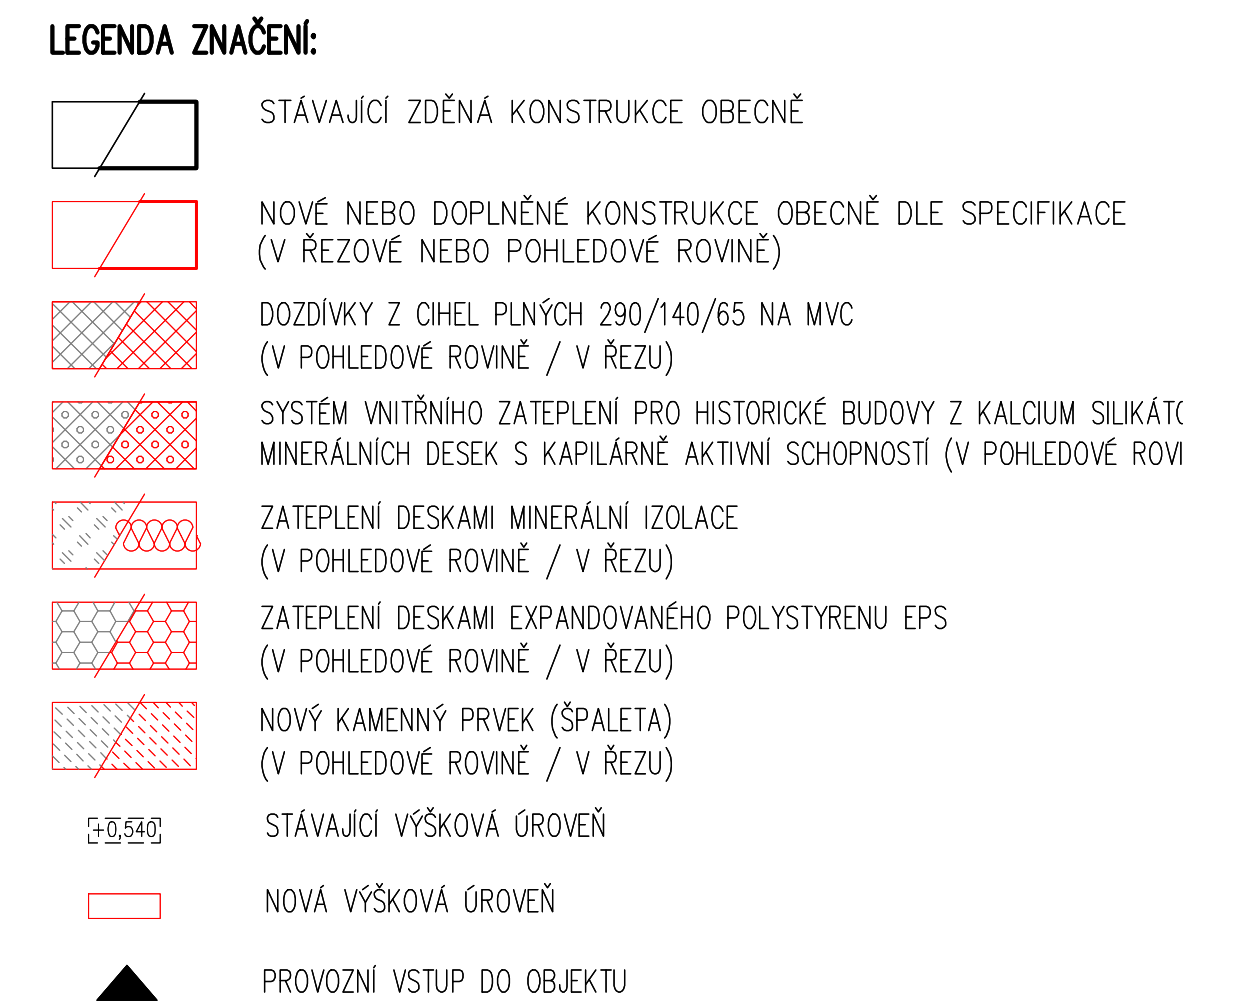 LEGENDA ZNAČENÍ:
STÁVAJÍCÍ ZDĚNÁ KONSTRUKCE OBECNĚ
NOVÉ NEBO DOPLNĚNÉ KONSTRUKCE OBECNĚ DLE SPECIFIKACE
(V ŘEZOVÉ NEBO POHLEDOVÉ ROVINĚ)
DOZDÍVKY Z CIHEL PLNÝCH 290/140/65 NA MVC
(V POHLEDOVÉ ROVINĚ / V ŘEZU)
SYSTÉM VNITŘNÍHO ZATEPLENÍ PRO HISTORICKÉ BUDOVY Z KALCIUM
MINERÁLNÍCH DESEK S KAPILÁRNĚ AKTIVNÍ SCHOPNOSTÍ (V POHLEDOVÉ
ZATEPLENÍ DESKAMI MINERÁLNÍ IZOLACE
(V POHLEDOVÉ ROVINĚ / V ŘEZU)
ZATEPLENÍ DESKAMI EXPANDOVANÉHO POLYSTYRENU EPS
(V POHLEDOVÉ ROVINĚ / V ŘEZU)
NOVÝ KAMENNÝ PRVEK (ŠPALETA)
(V POHLEDOVÉ ROVINĚ / V ŘEZU)
+0,540 STÁVAJÍCÍ VÝŠKOVÁ ÚROVEŇ
NOVÁ VÝŠKOVÁ ÚROVEŇ
PROVOZNÍ VSTUP DO OBJEKTU